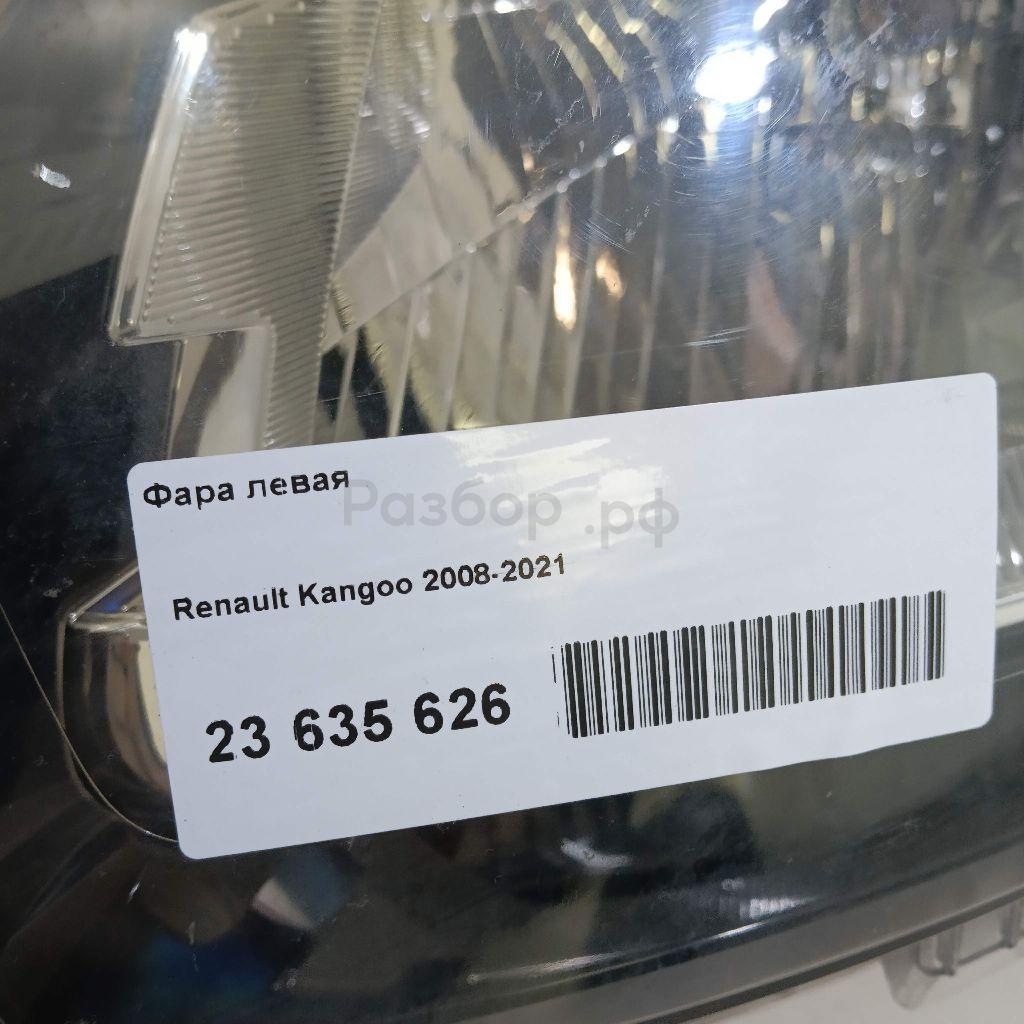 Фара левая
Разбор.рф
Renault Kangoo 2008-2021
23 635 626